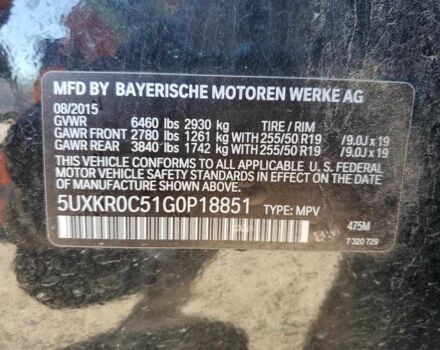 MFD BY BAYERISCHE MOTOREN WERKE AG
08/2015
GVWR 6460 lbs 2930 kg TIRE / RIM
GAWR FRONT 2780 lbs 1261 kg WITH 255/50 R19 /9.0J x 19
GAWR REAR 3840 lbs 1742 kg WITH 255/50 R19 /9.0J x 19
THIS VEHICLE CONFORMS TO ALL APPLICABLE U. S. FEDERAL
MOTOR VEHICLE SAFETY STANDARDS IN EFFECT ON THE DATE
OF MANUFACTURE SHOWN ABOVE.
5UXKR0C51G0P18851 TYPE: MPV
475M
7 320 729